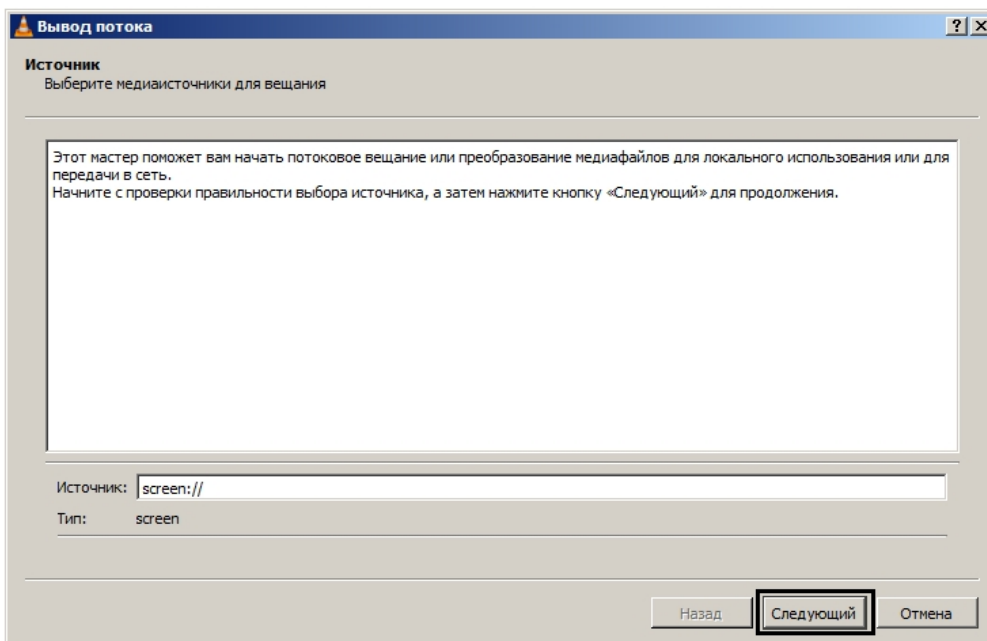 Вывод потока
Источник
Выберите медиаисточники для вещания
Этот мастер поможет вам начать потоковое вещание или преобразование медиафайлов для локального использования или для
передачи в сеть.
Начните с проверки правильности выбора источника, а затем нажмите кнопку «Следующий» для продолжения.
Источник: screen://
Тип: screen
Назад Следующий Отмена